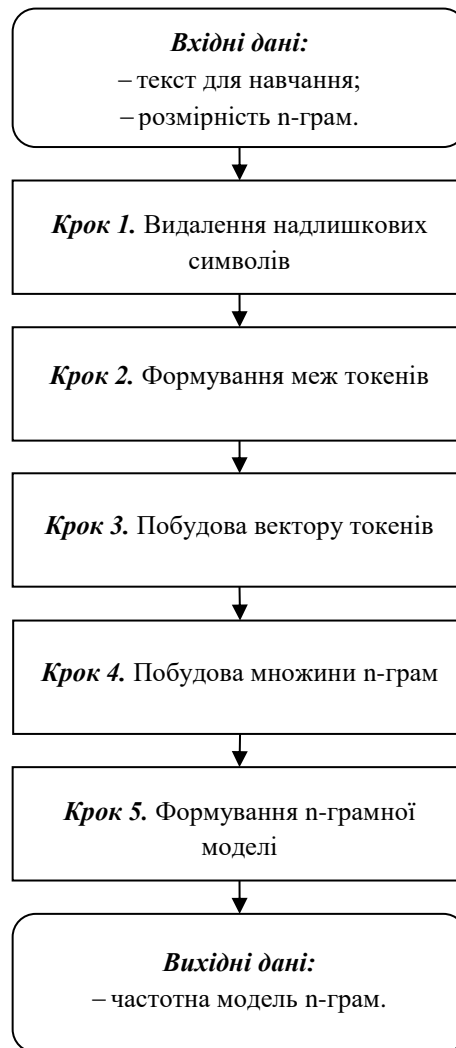 Вхідні дані:
– текст для навчання;
– розмірність n-грам.
Крок 1. Видалення надлишкових
символів
Крок 2. Формування меж токенів
Крок 3. Побудова вектору токенів
Крок 4. Побудова множини n-грам
Крок 5. Формування n-грамної
моделі
Вихідні дані:
– частотна модель n-грам.